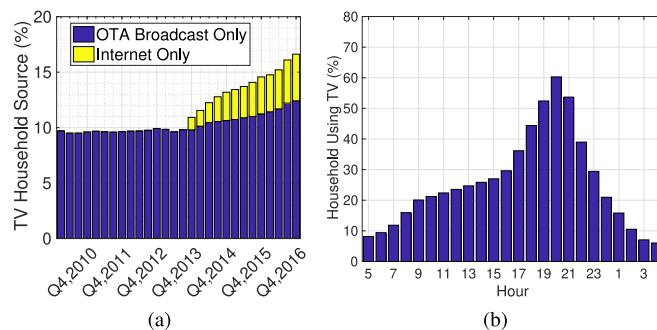 TV Household Source (%)
20
15
10
5
0
OTA Broadcast Only
Internet Only
Q4,2010
Q4,2011
Q4,2012
Q4,2013
Q4,2014
Q4,2015
Q4,2016
(a)
Household Using TV (%)
80
70
60
50
40
30
20
10
0
5 7 9 11 13 15 17 19 21 23 1 3
Hour
(b)